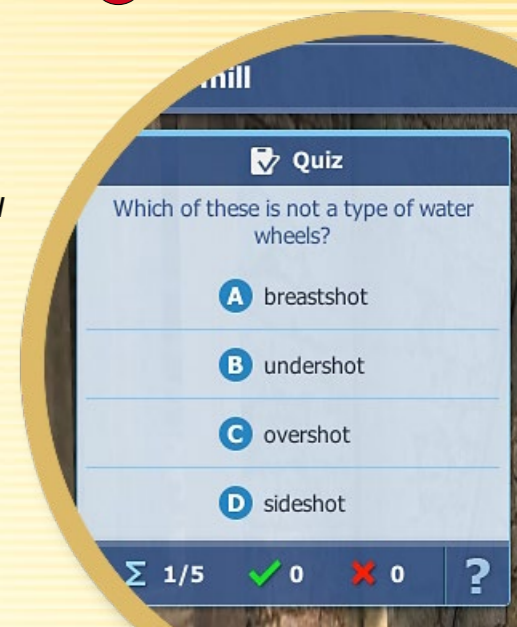 mill
Quiz
Which of these is not a type of water
wheels?
A breastshot
B undershot
C overshot
D sideshot
Σ 1/5 0 0 ?